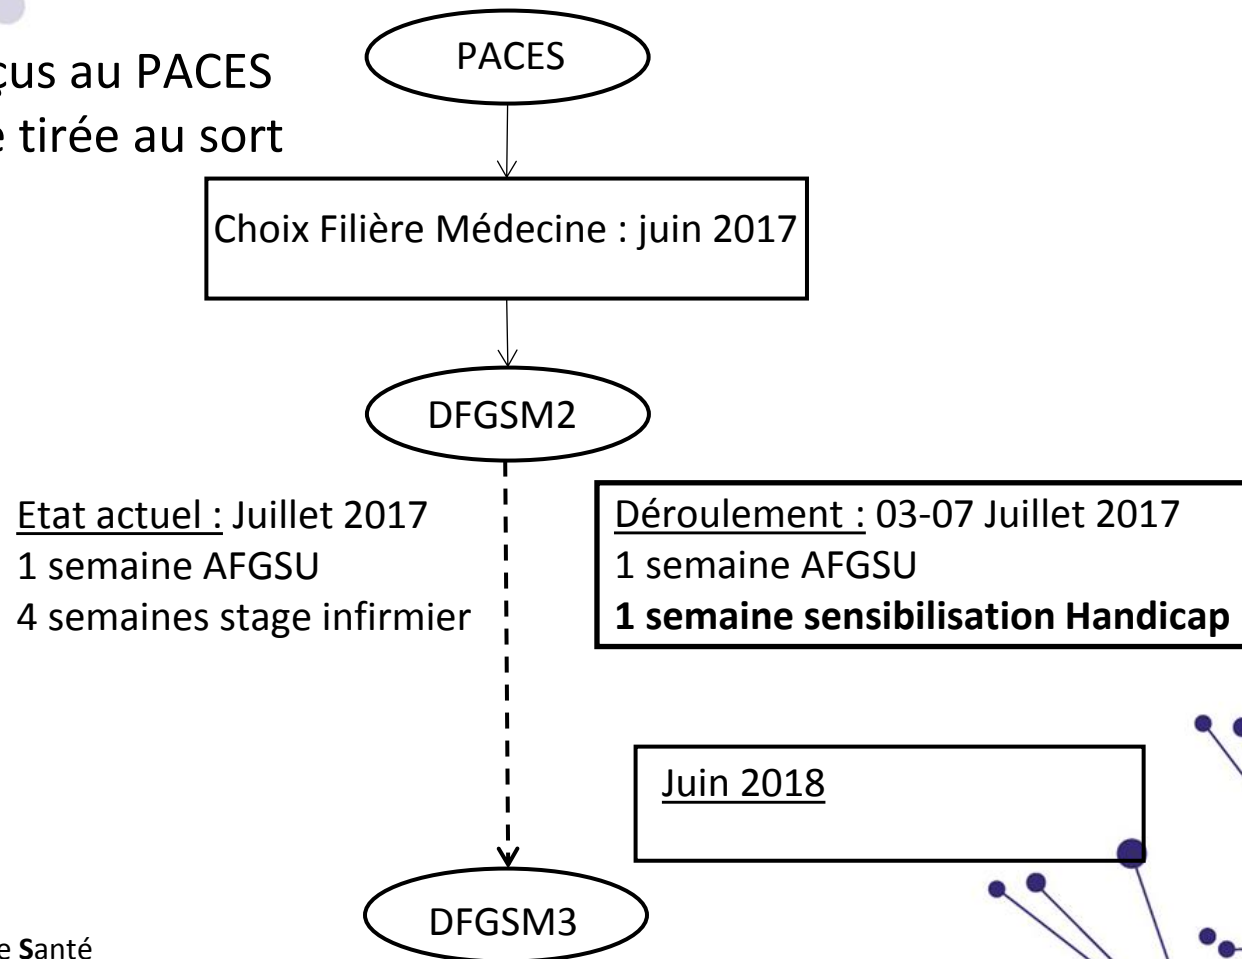 PACES
çus au PACES
e tirée au sort
Choix Filière Médecine : juin 2017
DFGSM2
Etat actuel : Juillet 2017
1 semaine AFGSU
4 semaines stage infirmier
Déroulement : 03-07 Juillet 2017
1 semaine AFGSU
1 semaine sensibilisation Handicap
Juin 2018
DFGSM3
e Santé